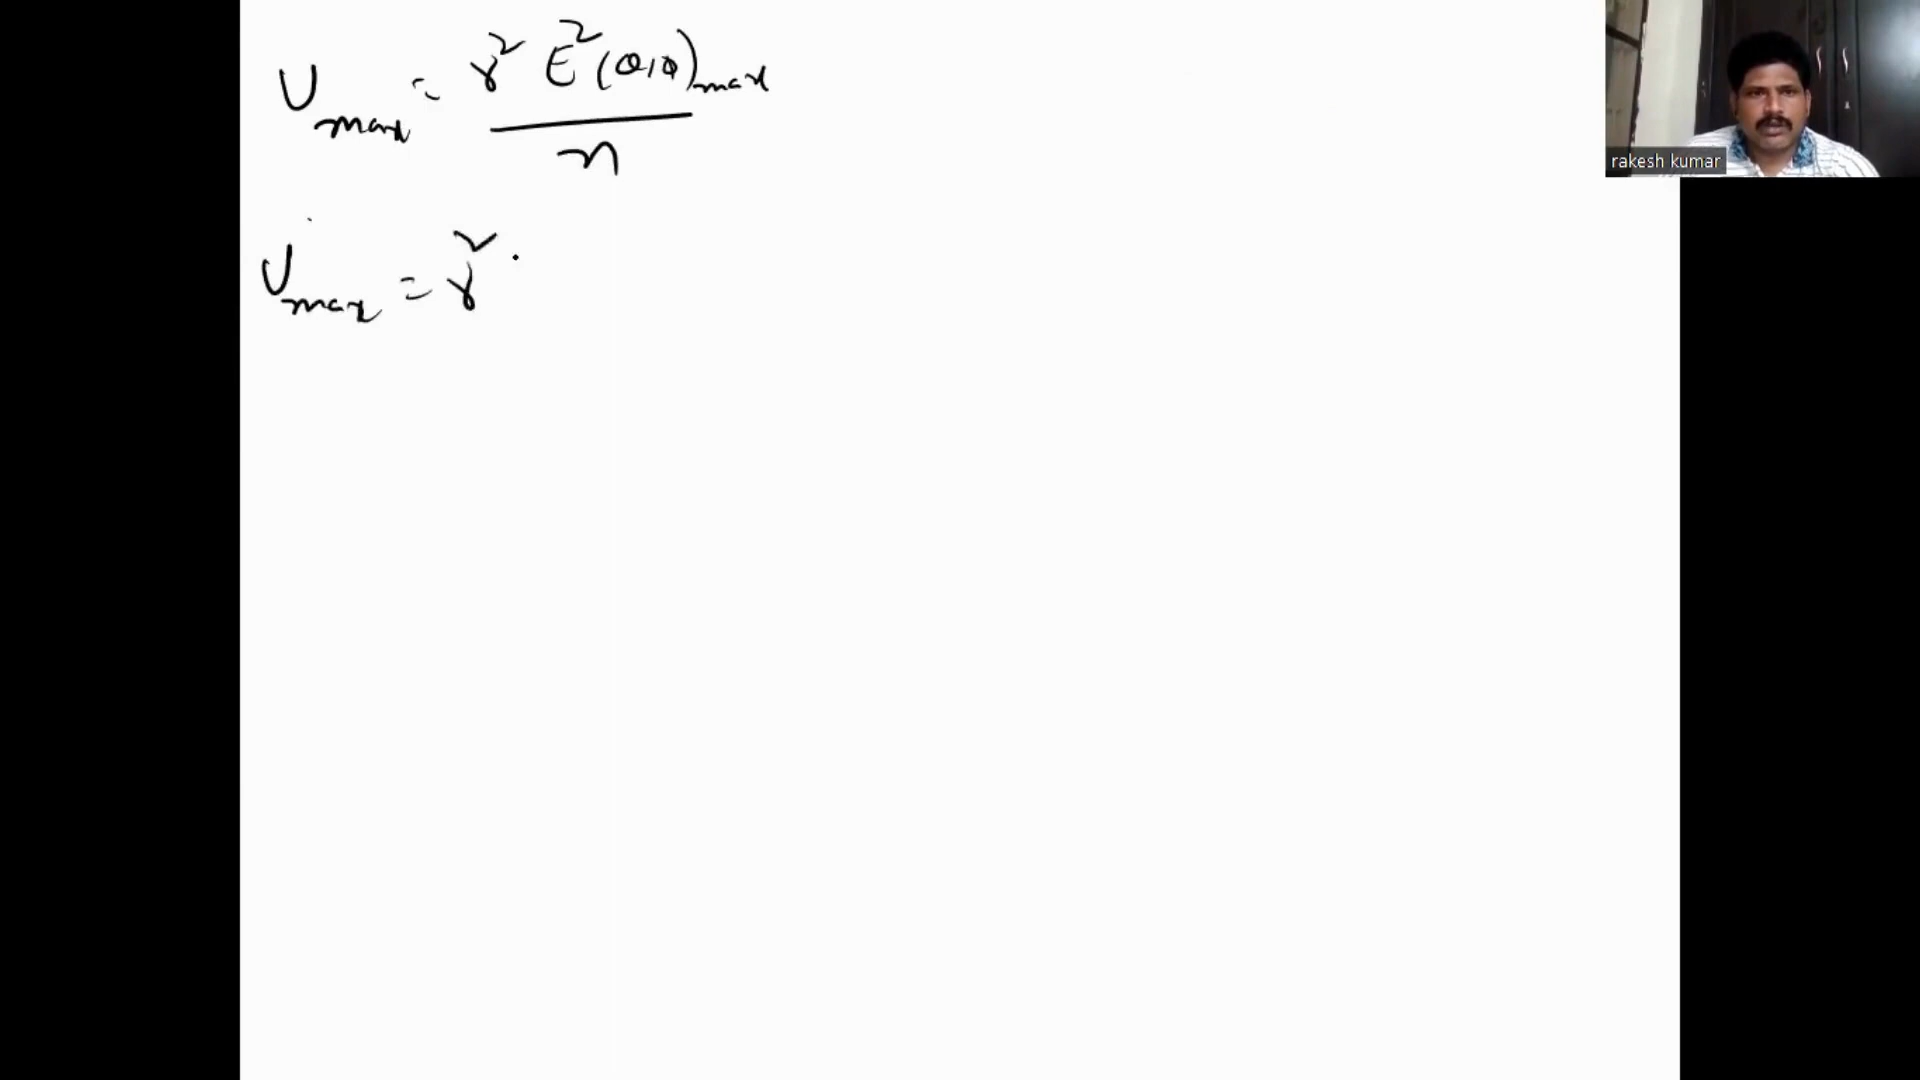 U_max = r² E²(θ,φ)_max / η
rakesh kumar
U_max = r² .